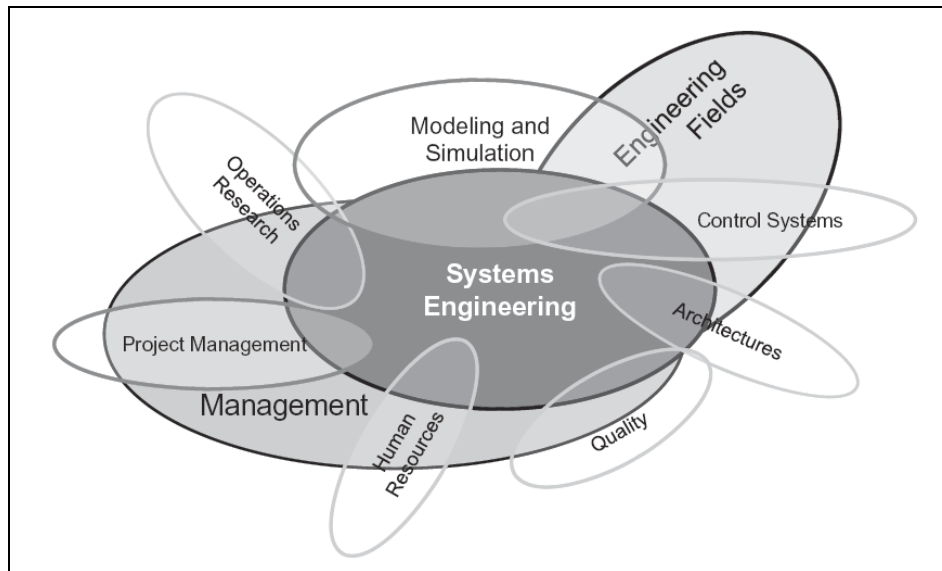 Engineering
Fields
Modeling and
Simulation
Operations
Research
Control Systems
Systems
Engineering
Architectures
Project Management
Management
Human
Resources
Quality